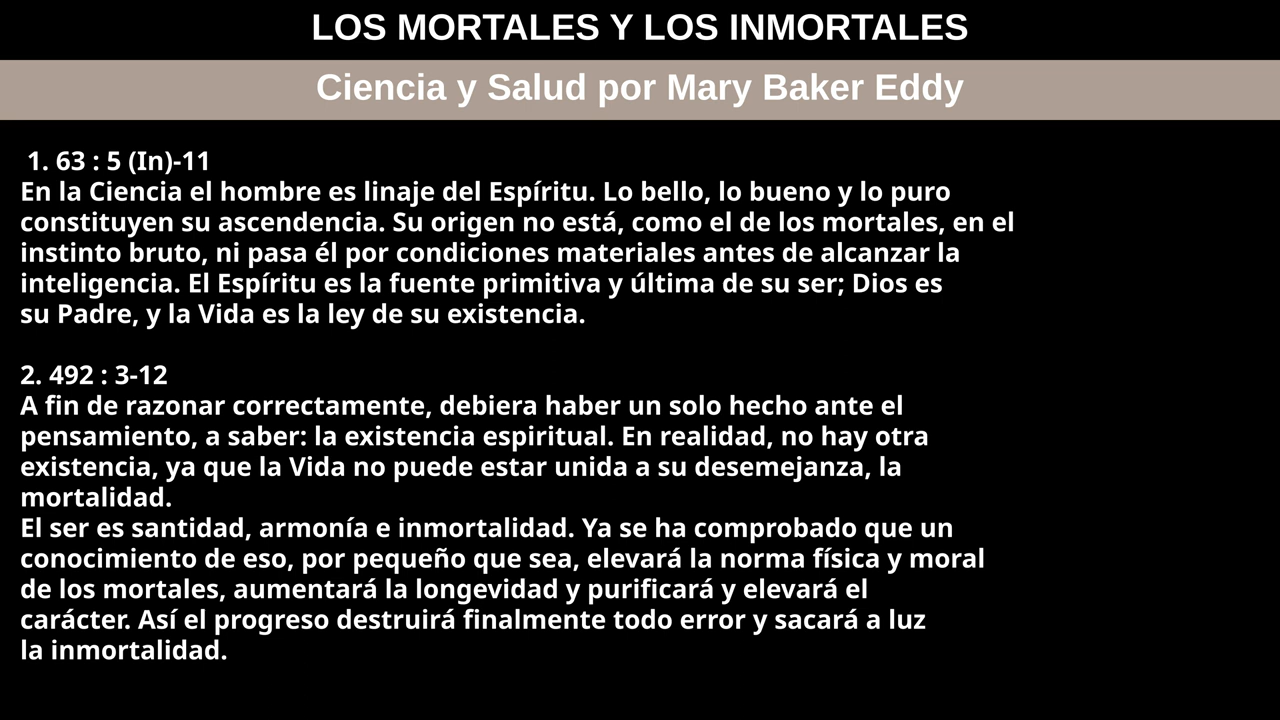 LOS MORTALES Y LOS INMORTALES
Ciencia y Salud por Mary Baker Eddy
1. 63 : 5 (In)-11
En la Ciencia el hombre es linaje del Espíritu. Lo bello, lo bueno y lo puro
constituyen su ascendencia. Su origen no está, como el de los mortales, en el
instinto bruto, ni pasa él por condiciones materiales antes de alcanzar la
inteligencia. El Espíritu es la fuente primitiva y última de su ser; Dios es
su Padre, y la Vida es la ley de su existencia.
2. 492 : 3-12
A fin de razonar correctamente, debiera haber un solo hecho ante el
pensamiento, a saber: la existencia espiritual. En realidad, no hay otra
existencia, ya que la Vida no puede estar unida a su desemejanza, la
mortalidad.
El ser es santidad, armonía e inmortalidad. Ya se ha comprobado que un
conocimiento de eso, por pequeño que sea, elevará la norma física y moral
de los mortales, aumentará la longevidad y purificará y elevará el
carácter. Así el progreso destruirá finalmente todo error y sacará a luz
la inmortalidad.